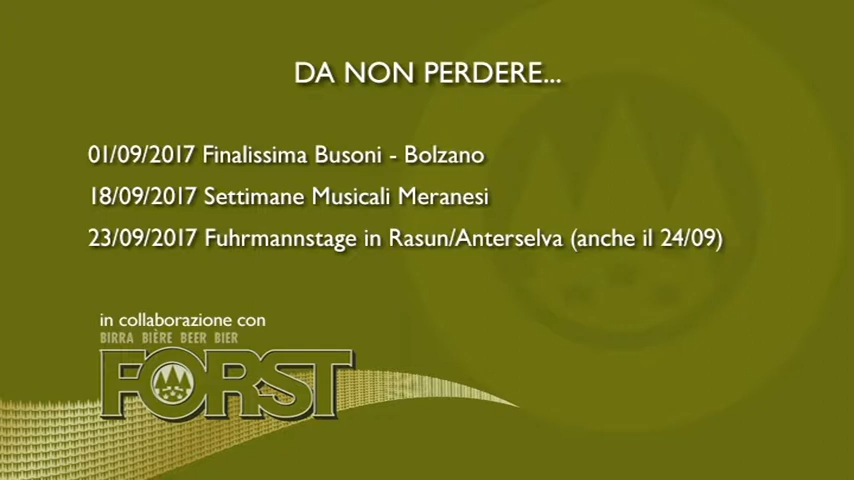 DA NON PERDERE...
01/09/2017 Finalissima Busoni - Bolzano
18/09/2017 Settimane Musicali Meranesi
23/09/2017 Fuhrmannstage in Rasun/Anterselva (anche il 24/09)
in collaborazione con
BIRRA BIÈRE BEER BIER
FORST